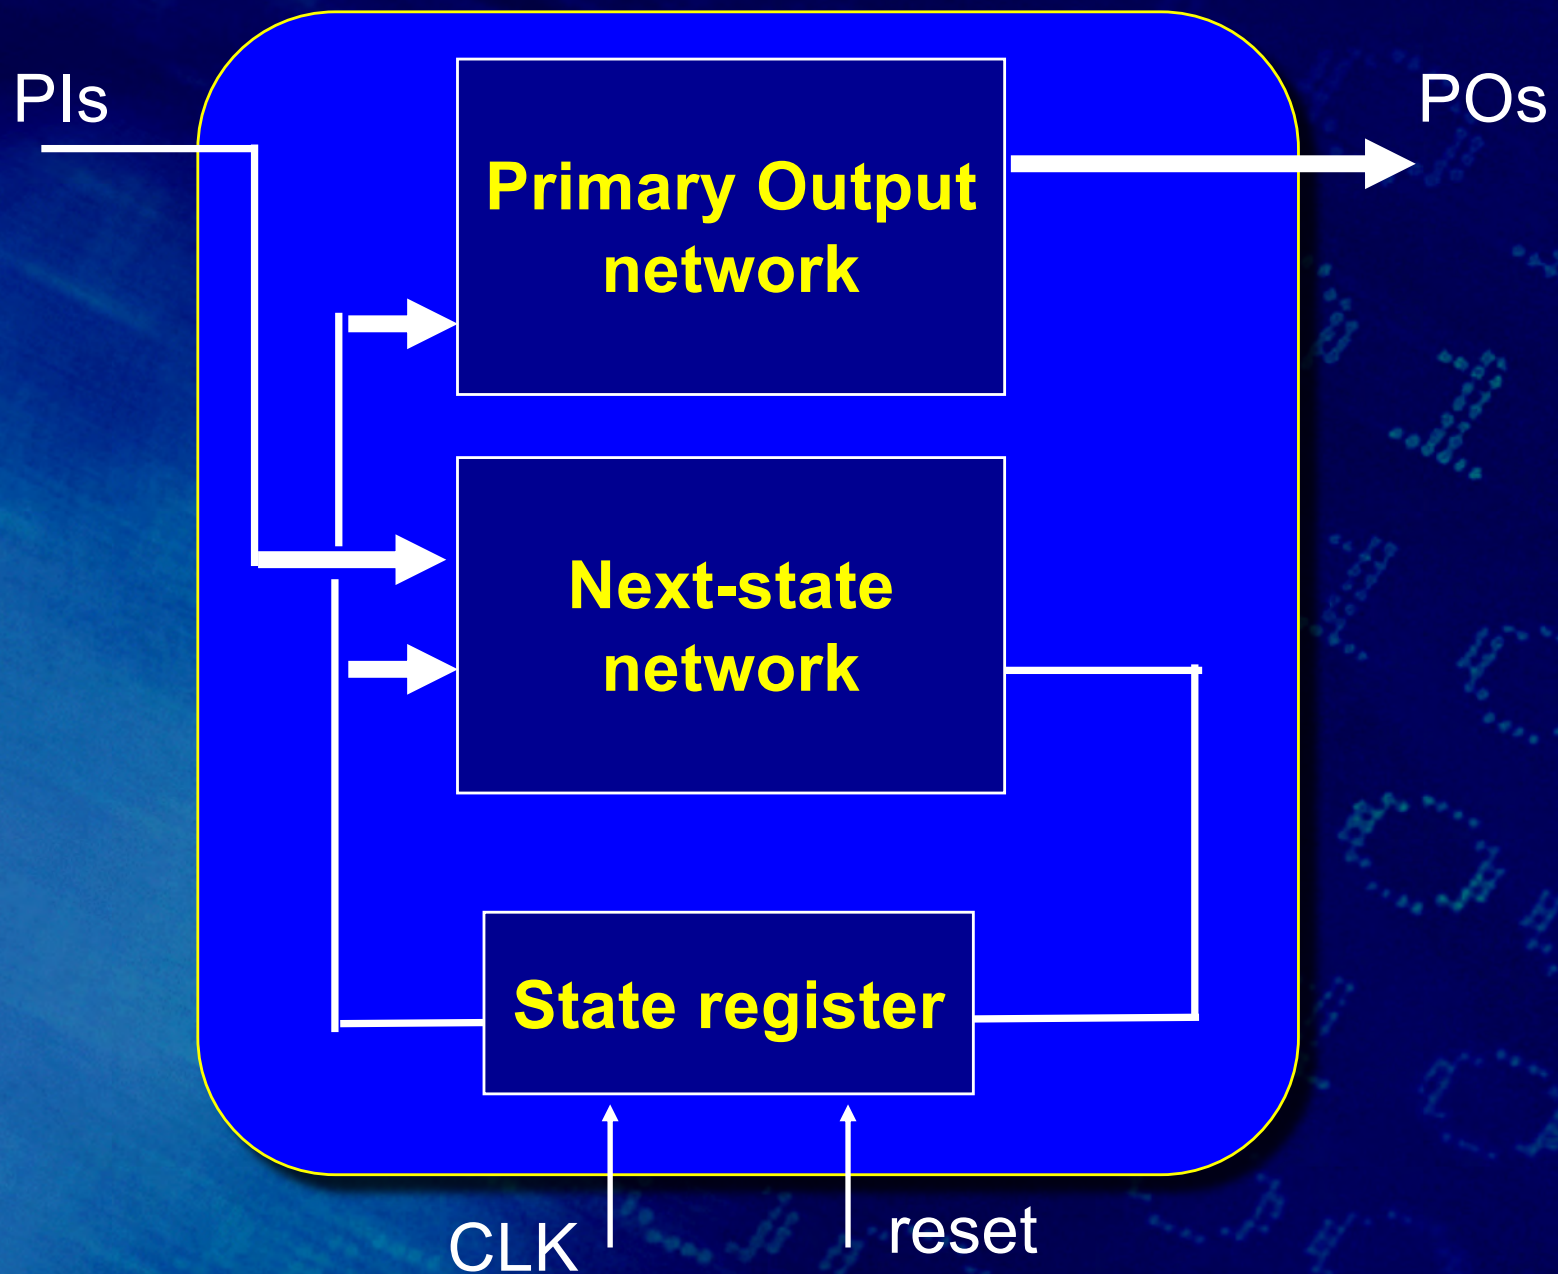 PIs
POs
Primary Output
network
Next-state
network
State register
CLK
reset